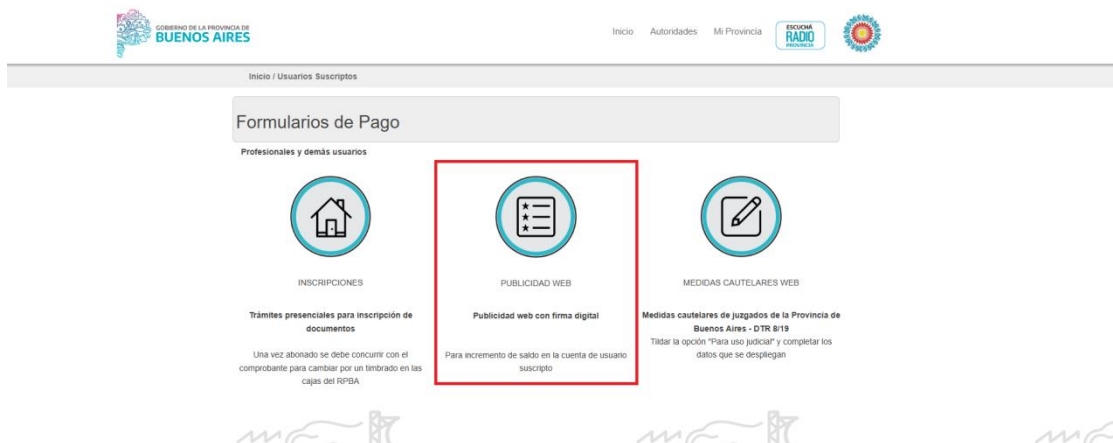 GOBIERNO DE LA PROVINCIA DE
BUENOS AIRES
Inicio Autoridades Mi Provincia
ESCUCHÁ
RADIO
PROVINCIA
Inicio / Usuarios Suscriptos
Formularios de Pago
Profesionales y demás usuarios
INSCRIPCIONES
Trámites presenciales para inscripción de
documentos
Una vez abonado se debe concurrir con el
comprobante para cambiar por un timbrado en las
cajas del RPBA
PUBLICIDAD WEB
Publicidad web con firma digital
Para incremento de saldo en la cuenta de usuario
suscripto
MEDIDAS CAUTELARES WEB
Medidas cautelares de juzgados de la Provincia de
Buenos Aires - DTR 8/19
Tildar la opción "Para uso judicial" y completar los
datos que se despliegan